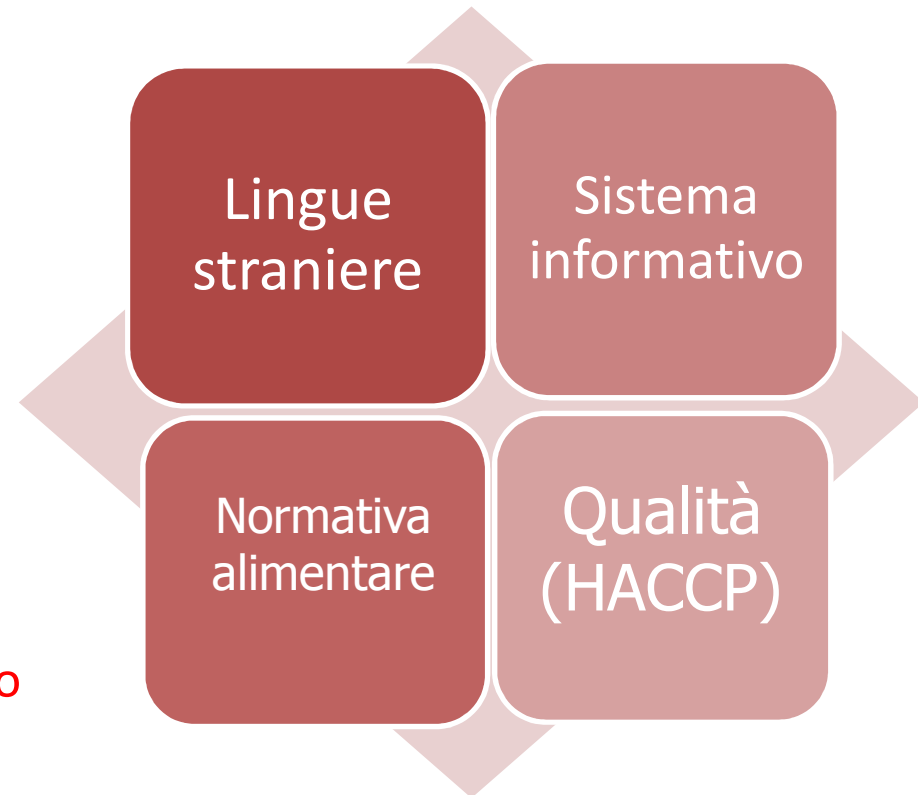 Lingue
straniere
Sistema
informativo
Normativa
alimentare
Qualità
(HACCP)
o